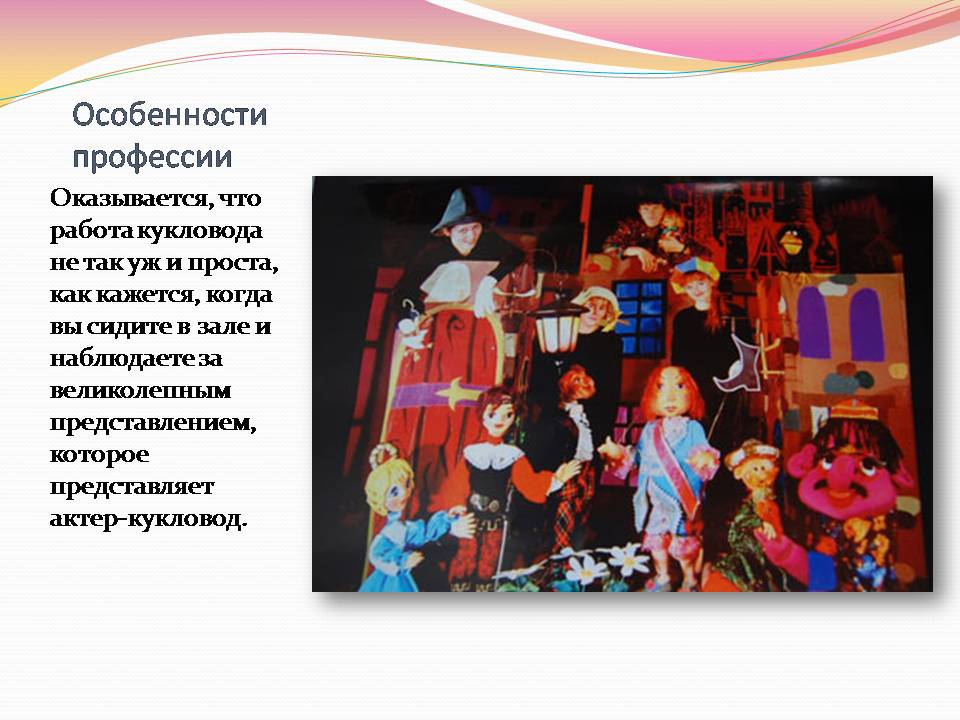 Особенности
профессии
Оказывается, что
работа кукловода
не так уж и проста,
как кажется, когда
вы сидите в зале и
наблюдаете за
великолепным
представлением,
которое
представляет
актер-кукловод.